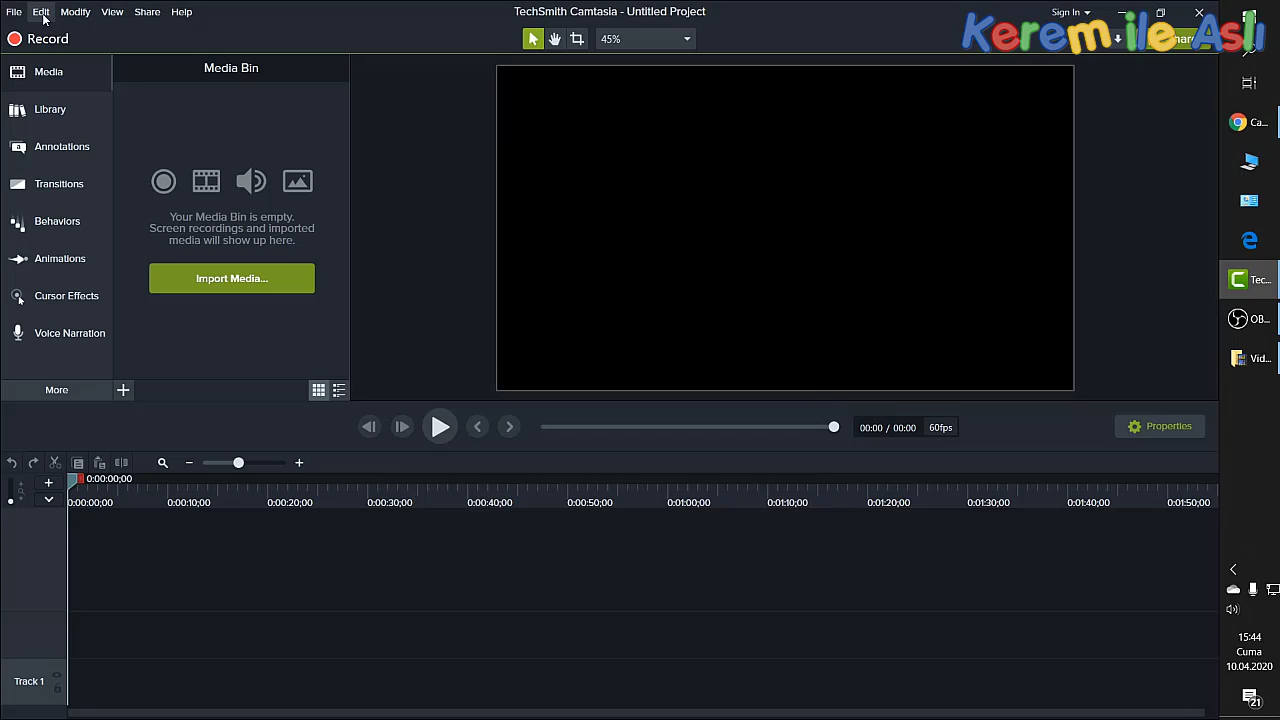 File Edit Modify View Share Help
TechSmith Camtasia - Untitled Project
Sign In
Keremile Aslı
Record
45%
Media
Library
Annotations
Transitions
Behaviors
Animations
Cursor Effects
Voice Narration
More
Media Bin
Your Media Bin is empty.
Screen recordings and imported
media will show up here.
Import Media...
00:00 / 00:00 60fps
Properties
0:00:00;00
0:00:00;00 0:00:10;00 0:00:20;00 0:00:30;00 0:00:40;00 0:00:50;00 0:01:00;00 0:01:10;00 0:01:20;00 0:01:30;00 0:01:40;00 0:01:50;00
Track 1
Ca...
Tec...
OB...
Vid...
15:44
Cuma
10.04.2020
21